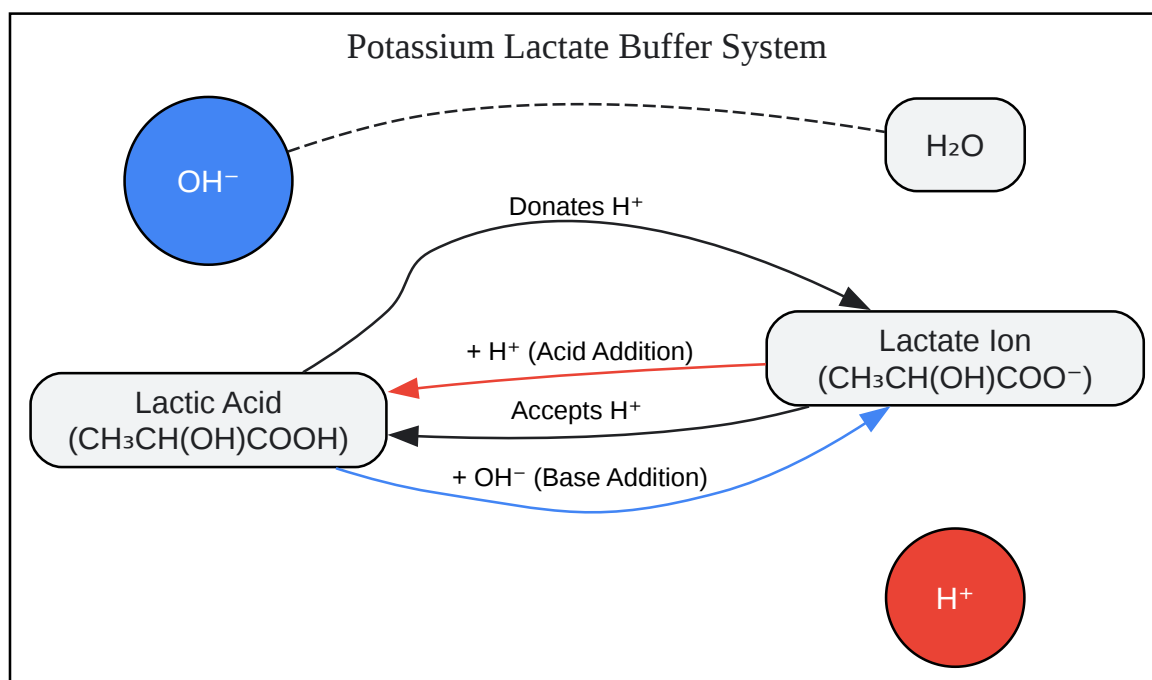 Potassium Lactate Buffer System
OH⁻
H₂O
Donates H⁺
+ H⁺ (Acid Addition)
Lactate Ion
(CH₃CH(OH)COO⁻)
Lactic Acid
(CH₃CH(OH)COOH)
Accepts H⁺
+ OH⁻ (Base Addition)
H⁺